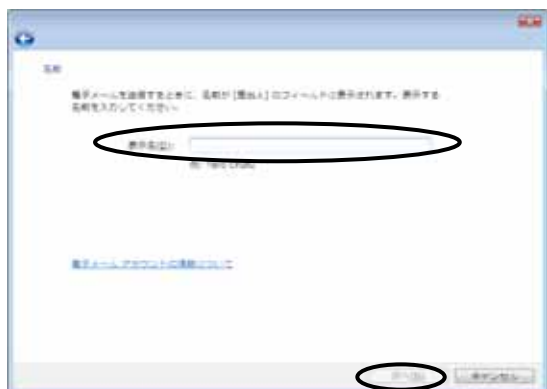 名前
電子メールを送信するときに、名前が [差出人] のフィールドに表示されます。表示する
名前を入力してください。
表示名(D):
例:
電子メール アカウントの情報について
次へ(N)
キャンセル